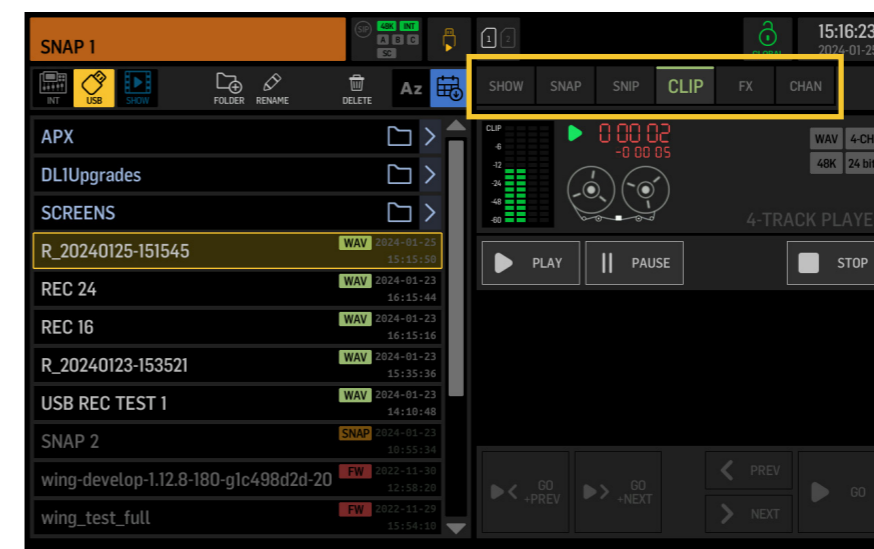 SNAP 1
SIP 48K INT
A B C
SC
1 2
GLOBAL
15:16:23
2024-01-25
INT USB SHOW FOLDER RENAME DELETE Az
SHOW SNAP SNIP CLIP FX CHAN
APX
DL1Upgrades
SCREENS
R_20240125-151545 WAV 2024-01-25
15:15:50
REC 24 WAV 2024-01-23
16:15:44
REC 16 WAV 2024-01-23
16:15:16
R_20240123-153521 WAV 2024-01-23
15:35:36
USB REC TEST 1 WAV 2024-01-23
14:10:48
SNAP 2 SNAP 2024-01-23
10:55:34
wing-develop-1.12.8-180-g1c498d2d-20 FW 2022-11-30
12:58:20
wing_test_full FW 2022-11-29
15:54:10
CLIP
-6
-12
-24
-48
-60
0 00 02
-0 00 05
WAV 4-CH
48K 24 bit
4-TRACK PLAYE
PLAY PAUSE STOP
GO
+PREV
GO
+NEXT
PREV
NEXT
GO